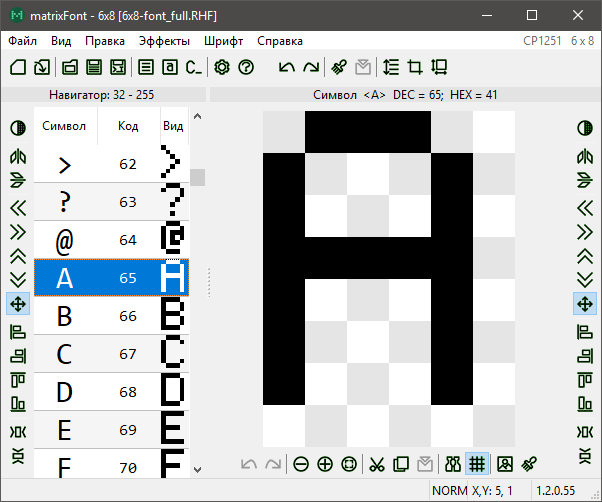 matrixFont - 6x8 [6x8-font_full.RHF]
Файл Вид Правка Эффекты Шрифт Справка CP1251 6 x 8
C_
Навигатор: 32 - 255 Символ <A> DEC = 65; HEX = 41
Символ Код Вид
> 62 >
? 63 ?
@ 64 @
A 65 A
B 66 B
C 67 C
D 68 D
E 69 E
F 70 F
NORM X,Y: 5, 1 1.2.0.55